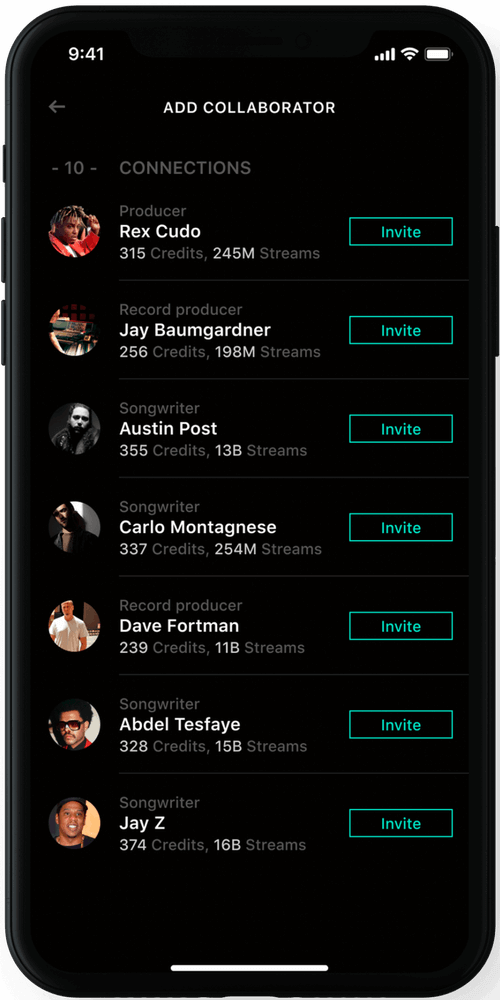 9:41
ADD COLLABORATOR
- 10 - CONNECTIONS
Producer
Rex Cudo
315 Credits, 245M Streams
Invite
Record producer
Jay Baumgardner
256 Credits, 198M Streams
Invite
Songwriter
Austin Post
355 Credits, 13B Streams
Invite
Songwriter
Carlo Montagnese
337 Credits, 254M Streams
Invite
Record producer
Dave Fortman
239 Credits, 11B Streams
Invite
Songwriter
Abdel Tesfaye
328 Credits, 15B Streams
Invite
Songwriter
Jay Z
374 Credits, 16B Streams
Invite